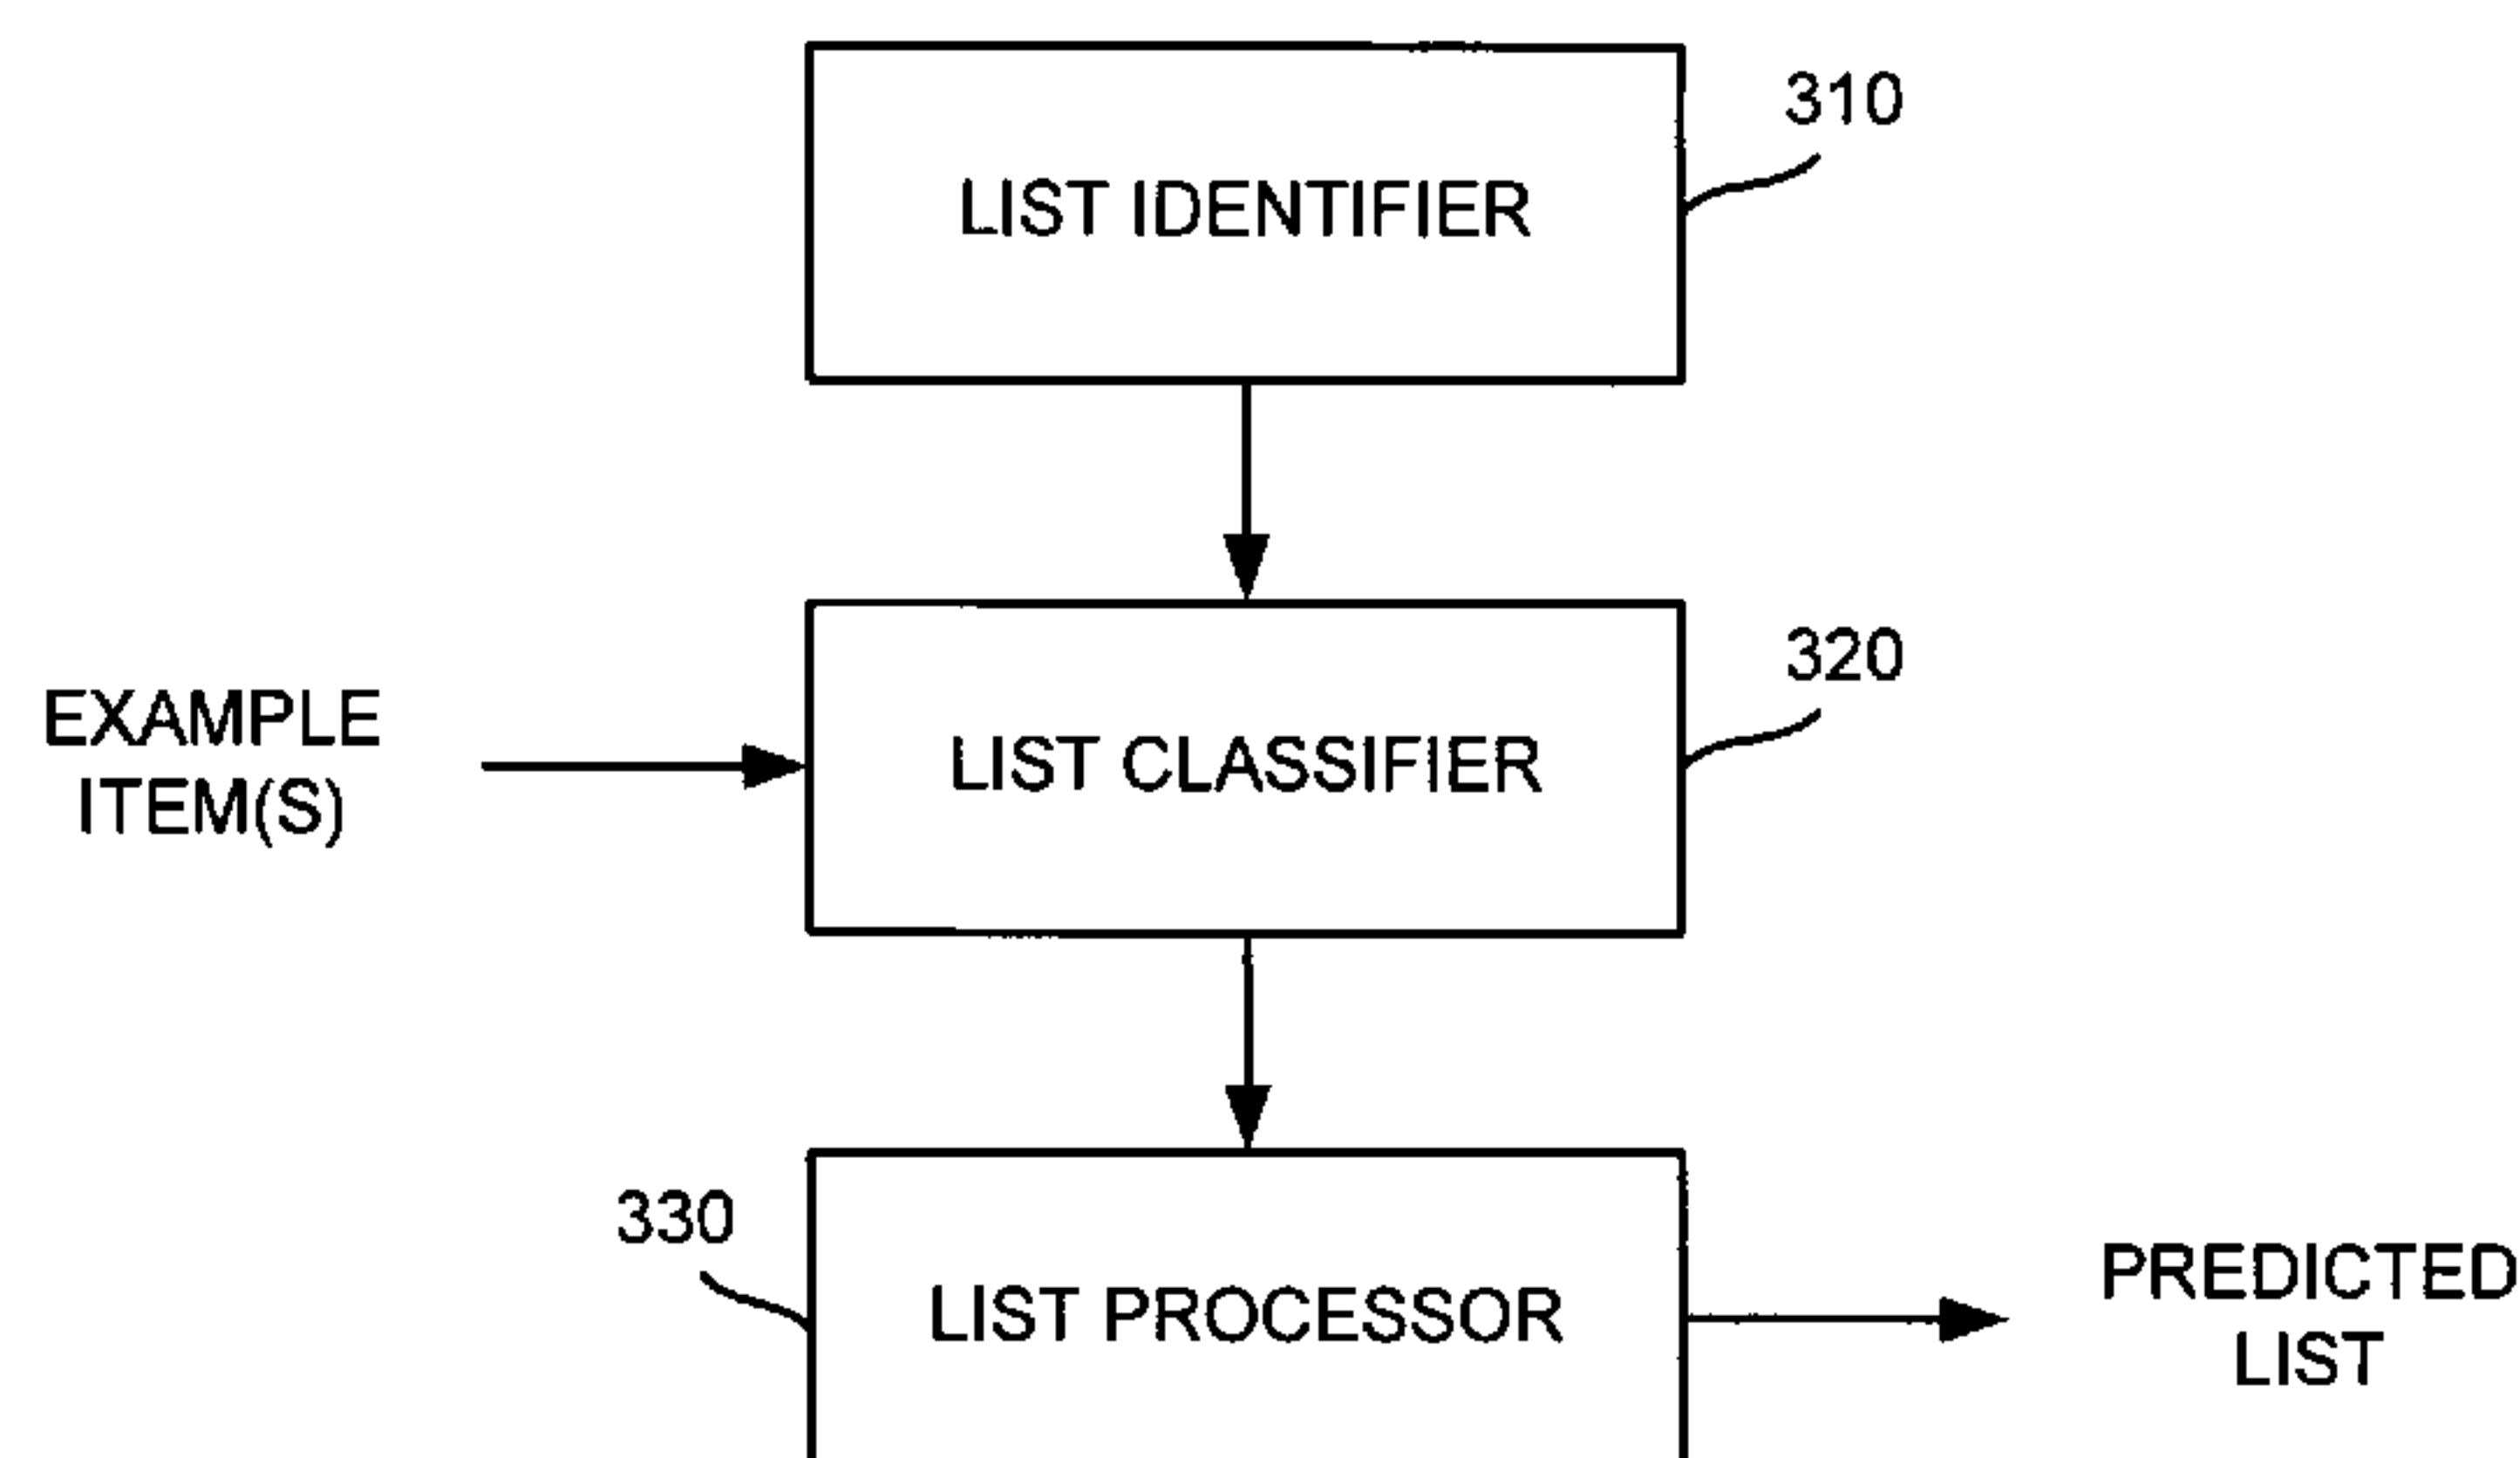 310
LIST IDENTIFIER
320
EXAMPLE
ITEM(S)
LIST CLASSIFIER
330
LIST PROCESSOR
PREDICTED
LIST